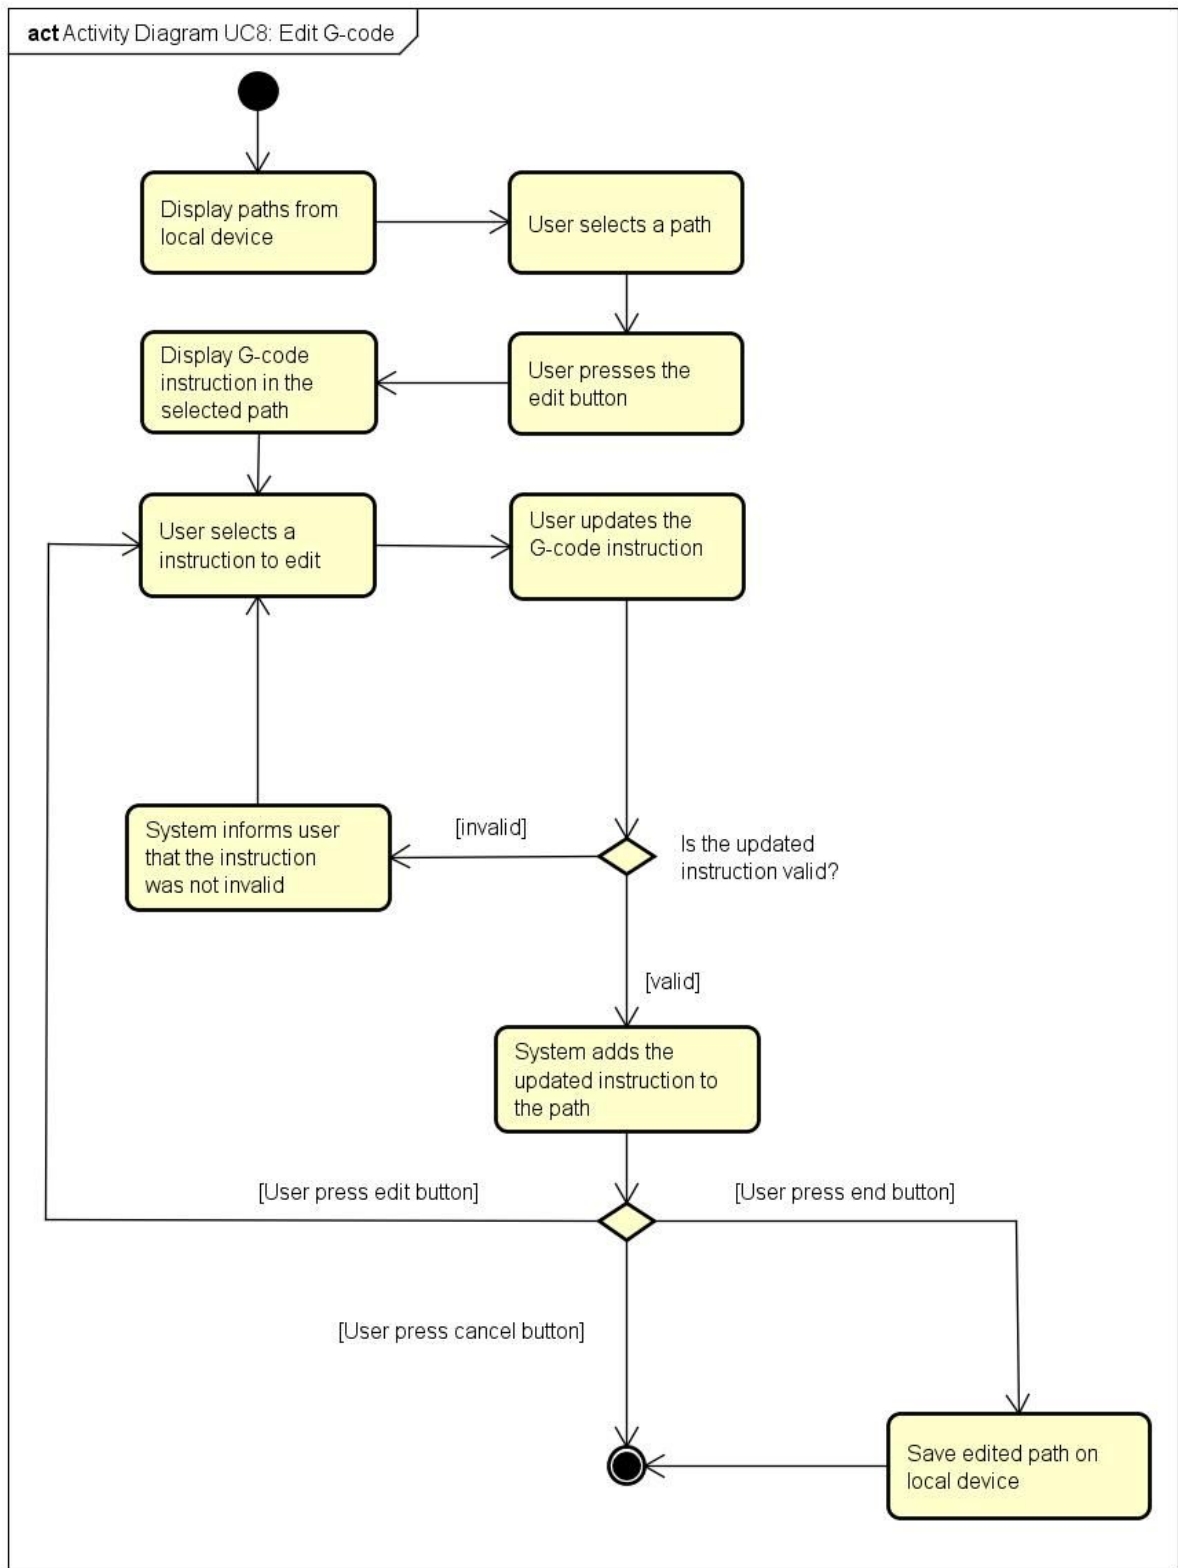 act Activity Diagram UC8: Edit G-code
Display paths from
local device
User selects a path
User presses the
edit button
Display G-code
instruction in the
selected path
User selects a
instruction to edit
User updates the
G-code instruction
[invalid]
Is the updated
instruction valid?
System informs user
that the instruction
was not invalid
[valid]
System adds the
updated instruction to
the path
[User press edit button]
[User press end button]
[User press cancel button]
Save edited path on
local device